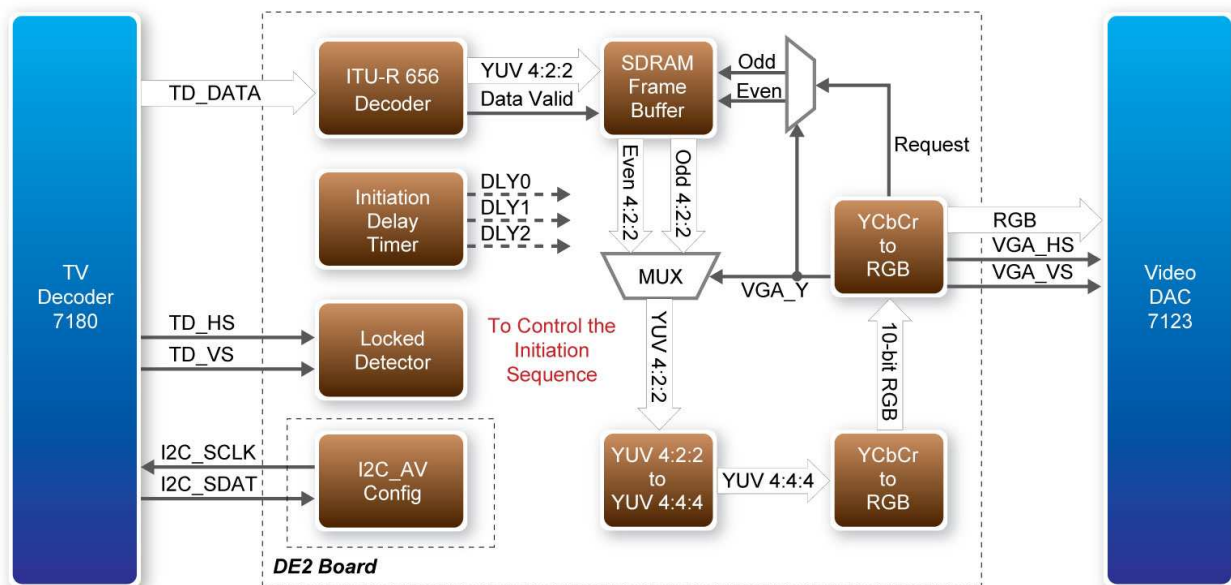 TV
Decoder
7180
TD_DATA
TD_HS
TD_VS
I2C_SCLK
I2C_SDAT
ITU-R 656
Decoder
YUV 4:2:2
Data Valid
SDRAM
Frame
Buffer
Odd
Even
Request
Initiation
Delay
Timer
DLY0
DLY1
DLY2
Even 4:2:2
Odd 4:2:2
MUX
VGA_Y
YCbCr
to
RGB
RGB
VGA_HS
VGA_VS
Locked
Detector
To Control the
Initiation
Sequence
YUV 4:2:2
10-bit RGB
I2C_AV
Config
YUV 4:2:2
to
YUV 4:4:4
YUV 4:4:4
YCbCr
to
RGB
DE2 Board
Video
DAC
7123